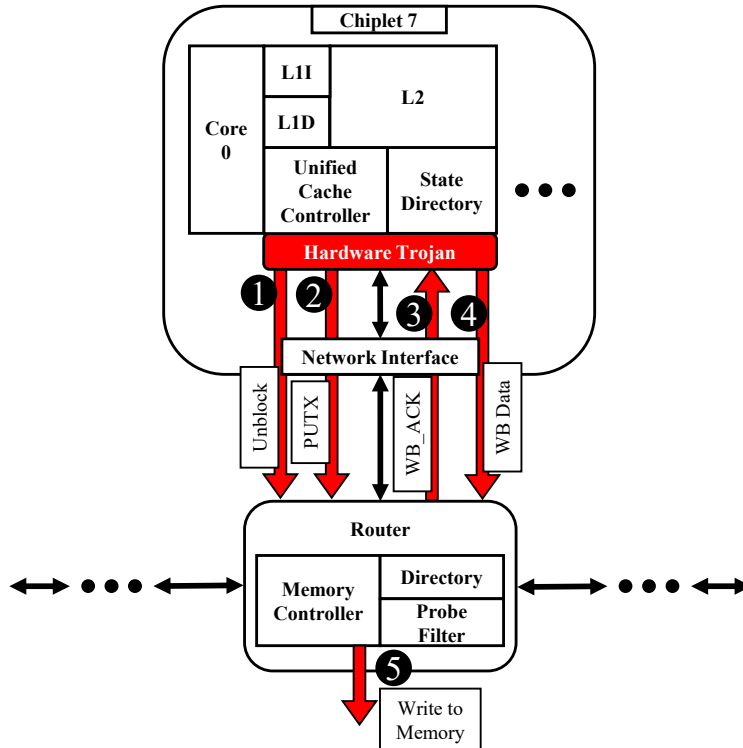 Chiplet 7
Core
0
L1I
L1D
L2
Unified
Cache
Controller
State
Directory
Hardware Trojan
1
2
3
4
Network Interface
Unblock
PUTX
WB_ACK
WB Data
Router
Memory
Controller
Directory
Probe
Filter
5
Write to
Memory